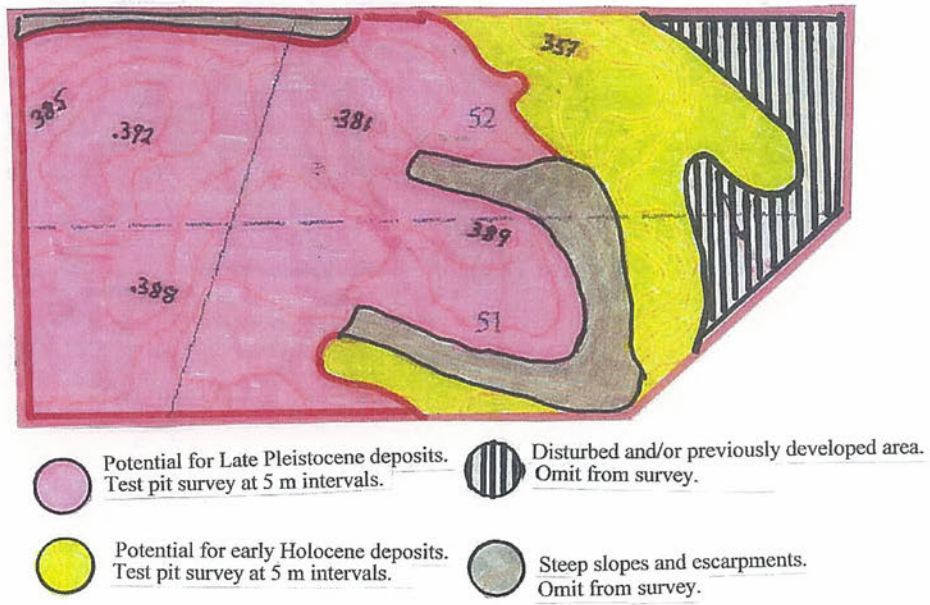 357
385
.392
.381
52
389
.388
51
Potential for Late Pleistocene deposits.
Test pit survey at 5 m intervals.
Disturbed and/or previously developed area.
Omit from survey.
Potential for early Holocene deposits.
Test pit survey at 5 m intervals.
Steep slopes and escarpments.
Omit from survey.